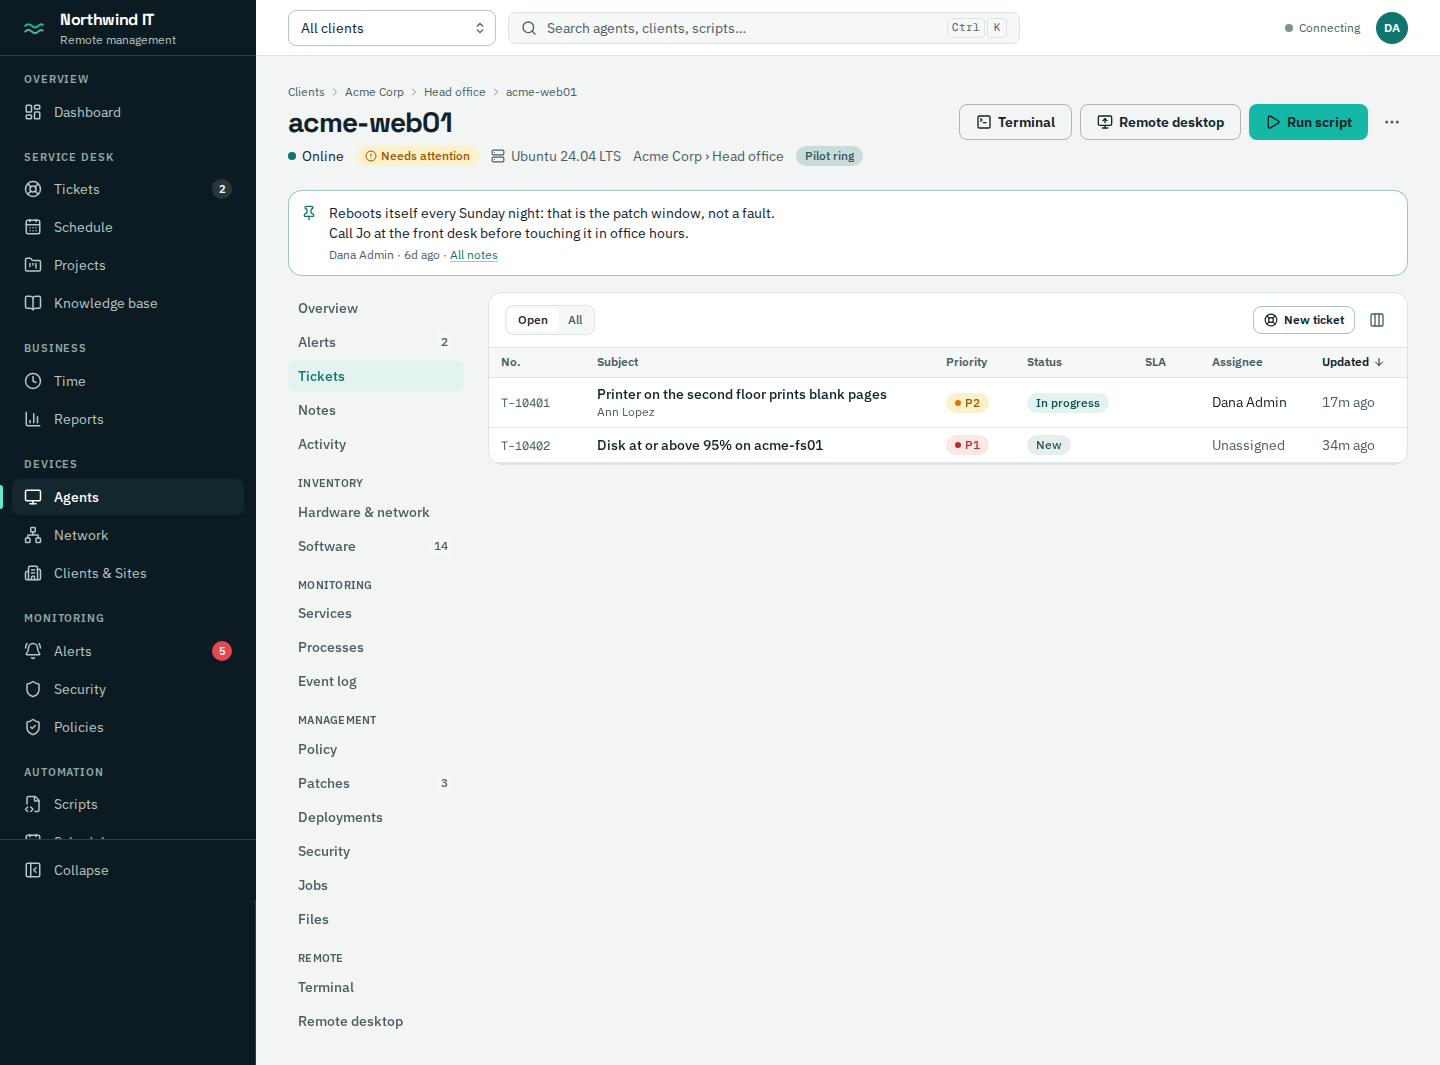 Northwind IT
Remote management
All clients
Search agents, clients, scripts...
Ctrl K
Connecting
DA
OVERVIEW
Dashboard
SERVICE DESK
Tickets 2
Schedule
Projects
Knowledge base
BUSINESS
Time
Reports
DEVICES
Agents
Network
Clients & Sites
MONITORING
Alerts 5
Security
Policies
AUTOMATION
Scripts
Collapse
Clients > Acme Corp > Head office > acme-web01
acme-web01
Terminal
Remote desktop
Run script
Online
Needs attention
Ubuntu 24.04 LTS
Acme Corp › Head office
Pilot ring
Reboots itself every Sunday night: that is the patch window, not a fault.
Call Jo at the front desk before touching it in office hours.
Dana Admin · 6d ago · All notes
Overview
Alerts 2
Tickets
Notes
Activity
INVENTORY
Hardware & network
Software 14
MONITORING
Services
Processes
Event log
MANAGEMENT
Policy
Patches 3
Deployments
Security
Jobs
Files
REMOTE
Terminal
Remote desktop
Open All
New ticket
No. Subject Priority Status SLA Assignee Updated
T-10401 Printer on the second floor prints blank pages P2 In progress Dana Admin 17m ago
Ann Lopez
T-10402 Disk at or above 95% on acme-fs01 P1 New Unassigned 34m ago